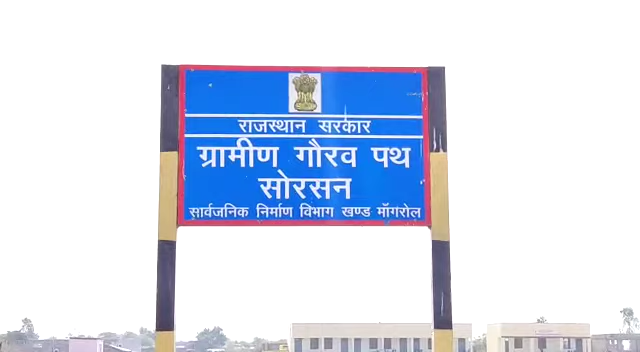 राजस्थान सरकार
ग्रामीण गौरव पथ
सोरसन
सार्वजनिक निर्माण विभाग खण्ड माँगरोल